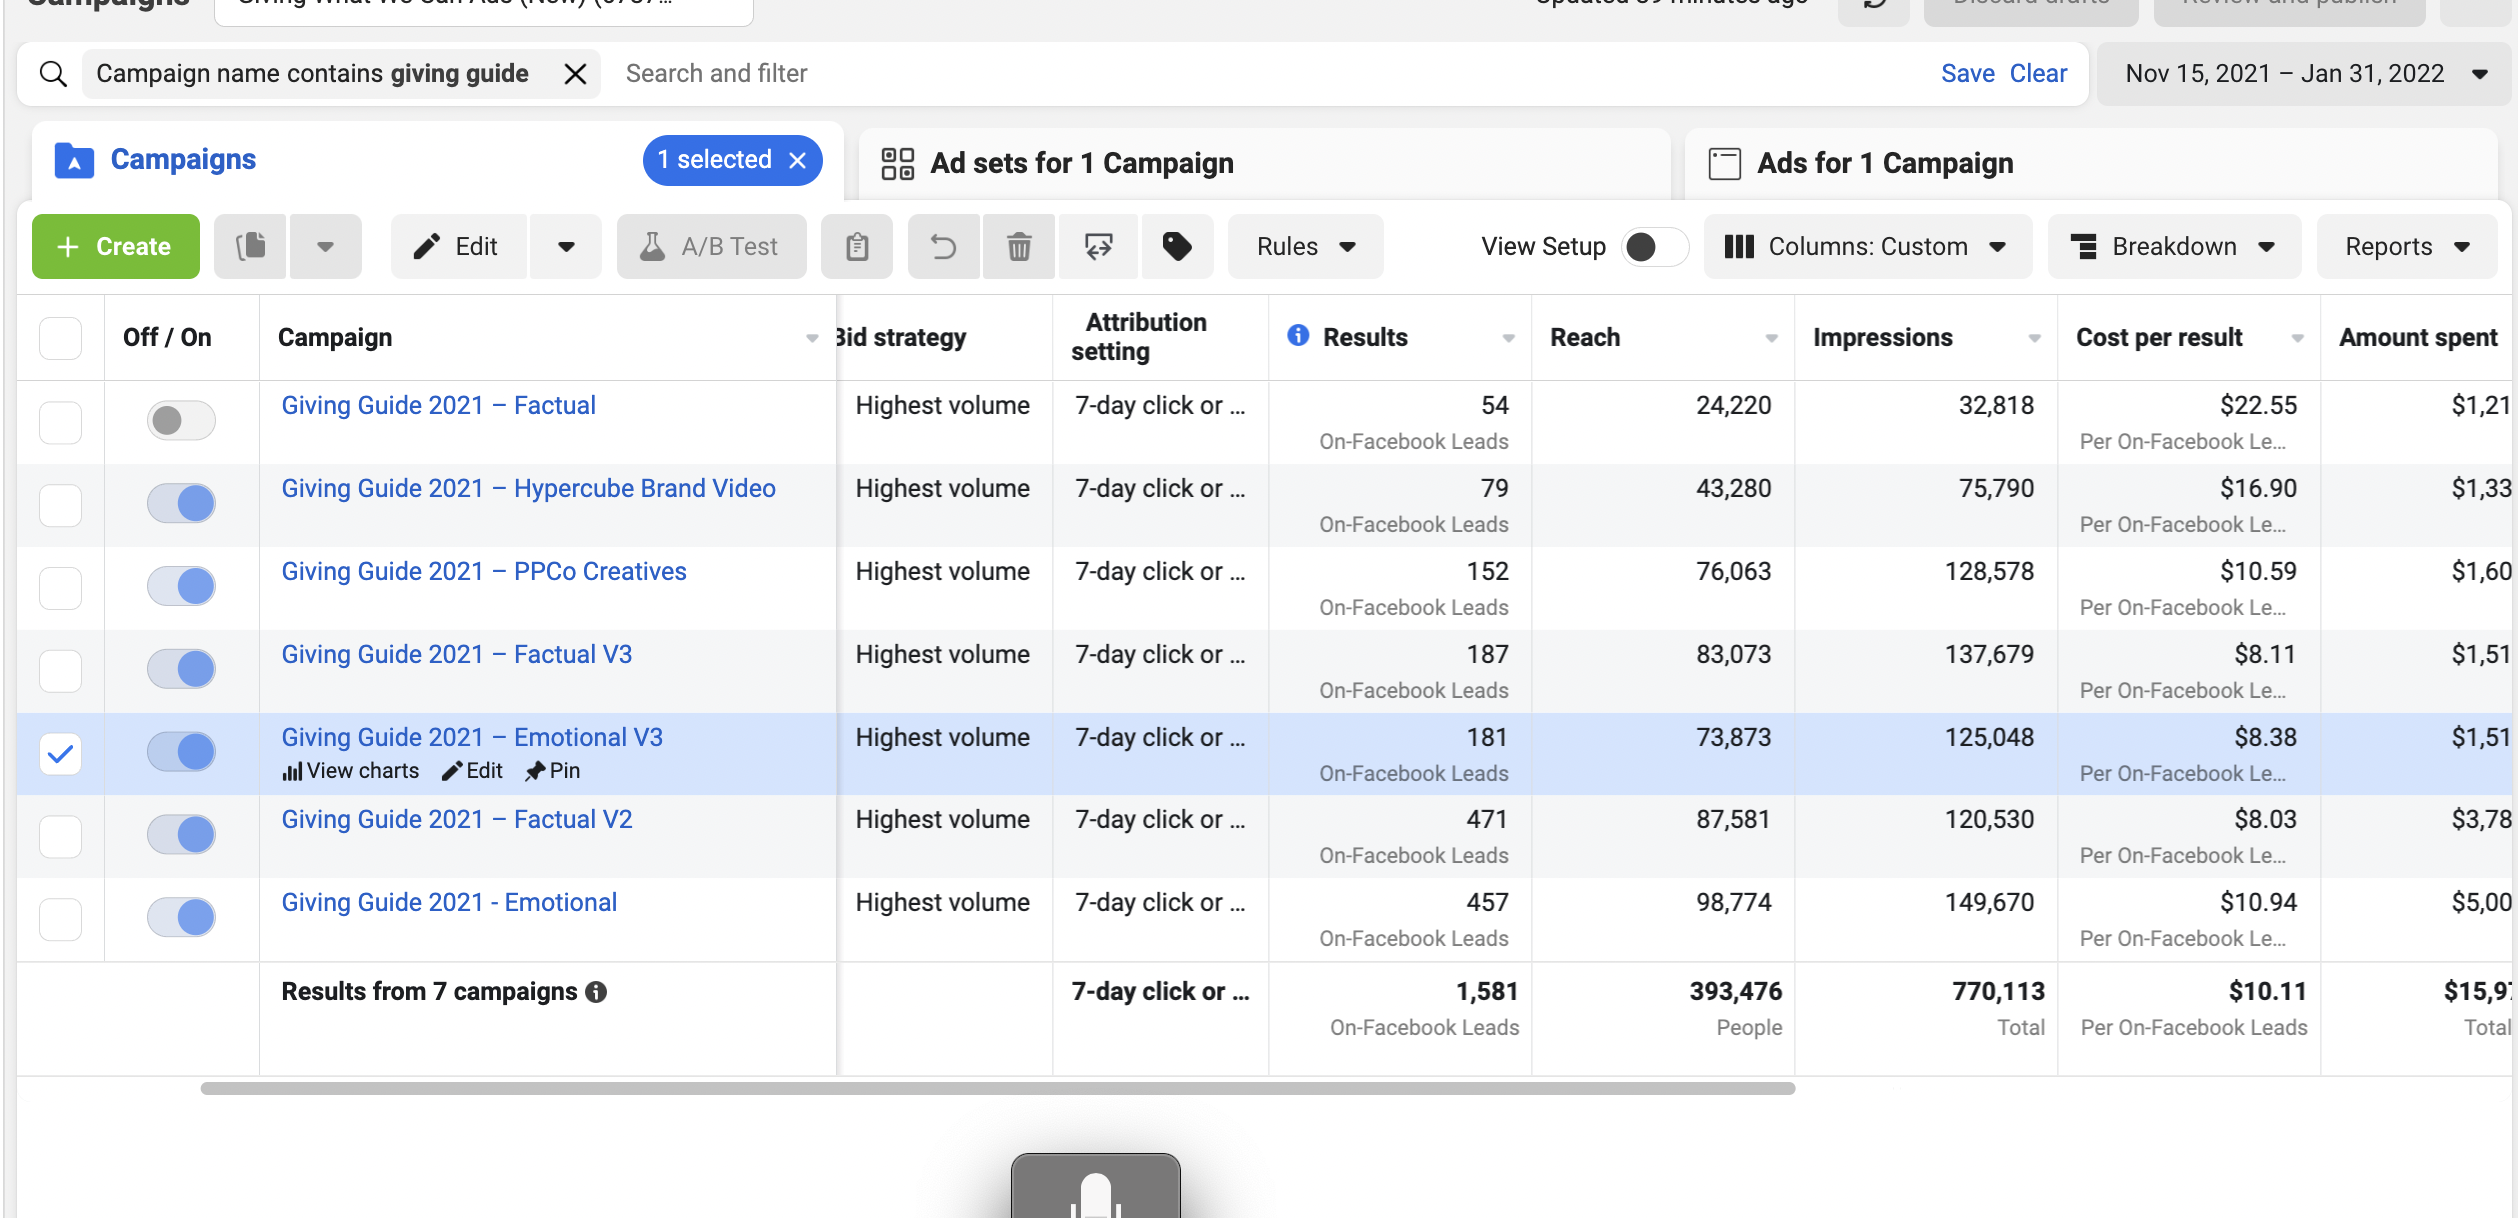 Campaigns
Updated 39 minutes ago
Discard drafts
Review and publish
Campaign name contains giving guide
Search and filter
Save Clear
Nov 15, 2021 – Jan 31, 2022
Campaigns
1 selected
Ad sets for 1 Campaign
Ads for 1 Campaign
+ Create
Edit
A/B Test
Rules
View Setup
Columns: Custom
Breakdown
Reports
Off / On
Campaign
Bid strategy
Attribution
setting
Results
Reach
Impressions
Cost per result
Amount spent
Giving Guide 2021 – Factual Highest volume 7-day click or ... 54 24,220 32,818 $22.55 $1,21
On-Facebook Leads Per On-Facebook Le...
Giving Guide 2021 – Hypercube Brand Video Highest volume 7-day click or ... 79 43,280 75,790 $16.90 $1,33
On-Facebook Leads Per On-Facebook Le...
Giving Guide 2021 – PPCo Creatives Highest volume 7-day click or ... 152 76,063 128,578 $10.59 $1,60
On-Facebook Leads Per On-Facebook Le...
Giving Guide 2021 – Factual V3 Highest volume 7-day click or ... 187 83,073 137,679 $8.11 $1,51
On-Facebook Leads Per On-Facebook Le...
Giving Guide 2021 – Emotional V3 Highest volume 7-day click or ... 181 73,873 125,048 $8.38 $1,51
View charts Edit Pin On-Facebook Leads Per On-Facebook Le...
Giving Guide 2021 – Factual V2 Highest volume 7-day click or ... 471 87,581 120,530 $8.03 $3,78
On-Facebook Leads Per On-Facebook Le...
Giving Guide 2021 - Emotional Highest volume 7-day click or ... 457 98,774 149,670 $10.94 $5,00
On-Facebook Leads Per On-Facebook Le...
Results from 7 campaigns 7-day click or ... 1,581 393,476 770,113 $10.11 $15,97
On-Facebook Leads People Total Per On-Facebook Leads Total